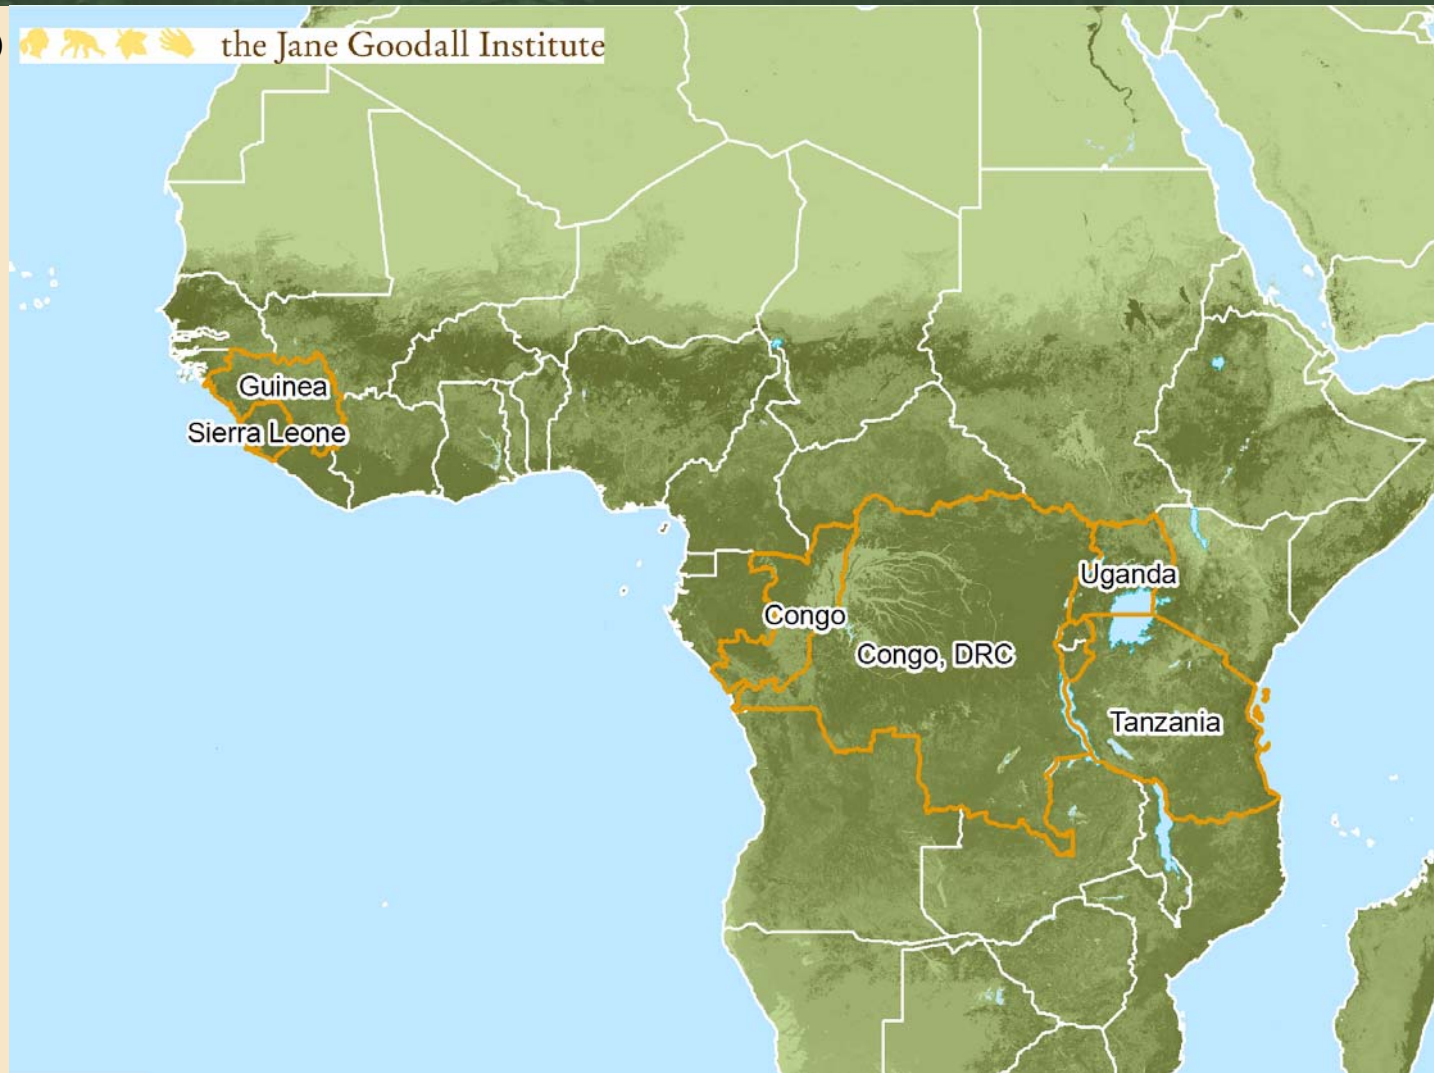 the Jane Goodall Institute
Guinea
Sierra Leone
Uganda
Congo
Congo, DRC
Tanzania